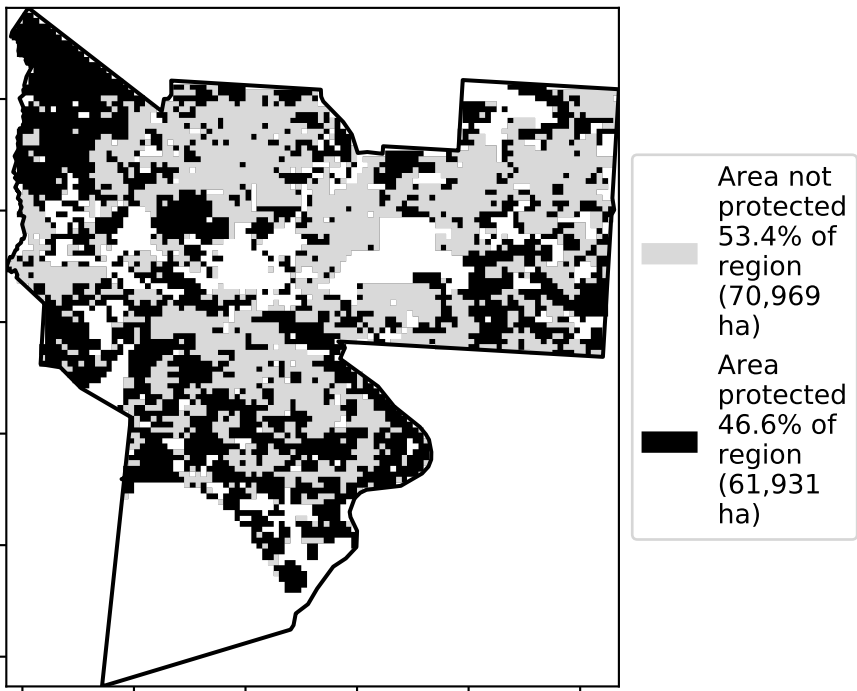 Area not
protected
53.4% of
region
(70,969
ha)
Area
protected
46.6% of
region
(61,931
ha)